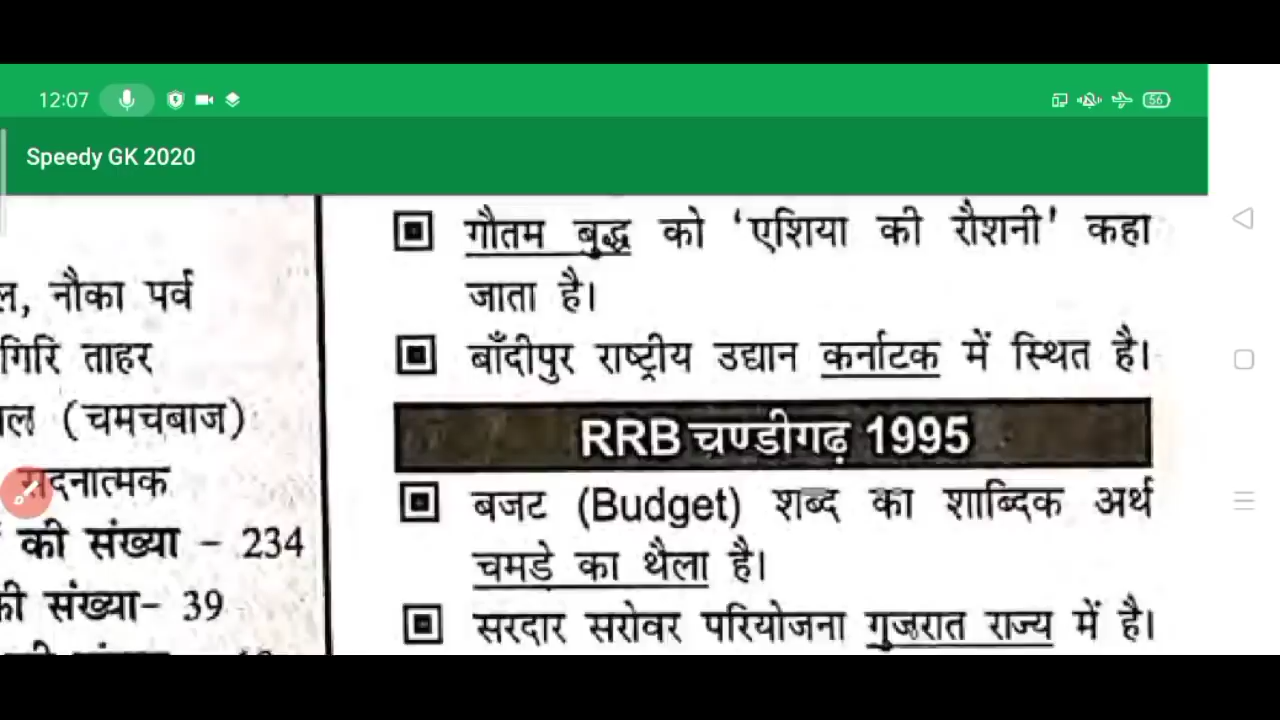 12:07
56
Speedy GK 2020
नौका पर्व
गिरि ताहर
(चमचबाज)
की संख्या - 234
की संख्या- 39
गौतम बुद्ध को 'एशिया की रौशनी' कहा
जाता है।
बाँदीपुर राष्ट्रीय उद्यान कर्नाटक में स्थित है।
RRB चण्डीगढ़ 1995
बजट (Budget) शब्द का शाब्दिक अर्थ
चमडे का थैला है।
सरदार सरोवर परियोजना गुजरात राज्य में है।